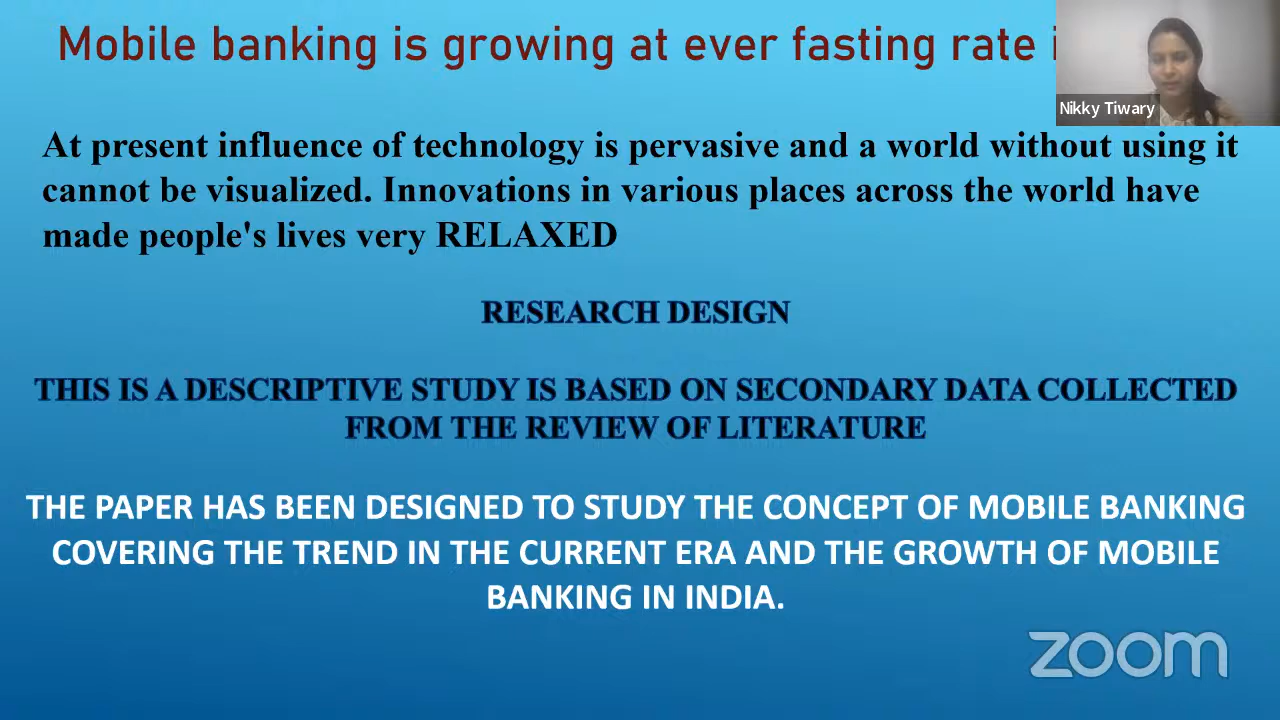 Mobile banking is growing at ever fasting rate
Nikky Tiwary
At present influence of technology is pervasive and a world without using it
cannot be visualized. Innovations in various places across the world have
made people's lives very RELAXED
RESEARCH DESIGN
THIS IS A DESCRIPTIVE STUDY IS BASED ON SECONDARY DATA COLLECTED
FROM THE REVIEW OF LITERATURE
THE PAPER HAS BEEN DESIGNED TO STUDY THE CONCEPT OF MOBILE BANKING
COVERING THE TREND IN THE CURRENT ERA AND THE GROWTH OF MOBILE
BANKING IN INDIA.
zoom